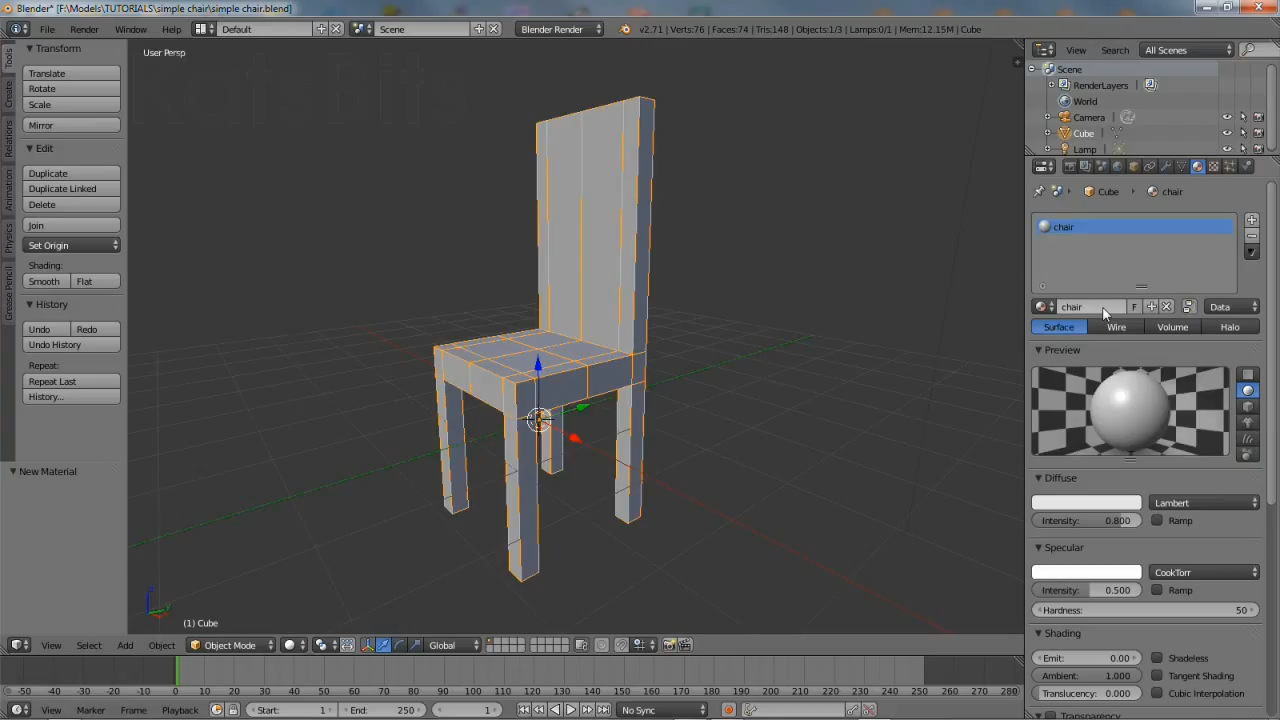 Blender* [F:\Models\TUTORIALS\simple chair\simple chair.blend]
File Render Window Help Default Scene Blender Render v2.71 | Verts:76 | Faces:74 | Tris:148 | Objects:1/3 | Lamps:0/1 | Mem:12.15M | Cube
Tools
Create
Relations
Animation
Physics
Grease Pencil
Transform
Translate
Rotate
Scale
Mirror
Edit
Duplicate
Duplicate Linked
Delete
Join
Set Origin
Shading:
Smooth Flat
History
Undo Redo
Undo History
Repeat:
Repeat Last
History...
New Material
User Persp
(1) Cube
View Select Add Object Object Mode Global
-50 -40 -30 -20 -10 0 10 20 30 40 50 60 70 80 90 100 110 120 130 140 150 160 170 180 190 200 210 220 230 240 250 260 270 280
View Marker Frame Playback Start: 1 End: 250 1 No Sync
View Search All Scenes
Scene
RenderLayers
World
Camera
Cube
Lamp
Cube chair
chair
chair F Data
Surface Wire Volume Halo
Preview
Diffuse
Lambert
Intensity: 0.800 Ramp
Specular
CookTorr
Intensity: 0.500 Ramp
Hardness: 50
Shading
Emit: 0.00 Shadeless
Ambient: 1.000 Tangent Shading
Translucency: 0.000 Cubic Interpolation
Transparency